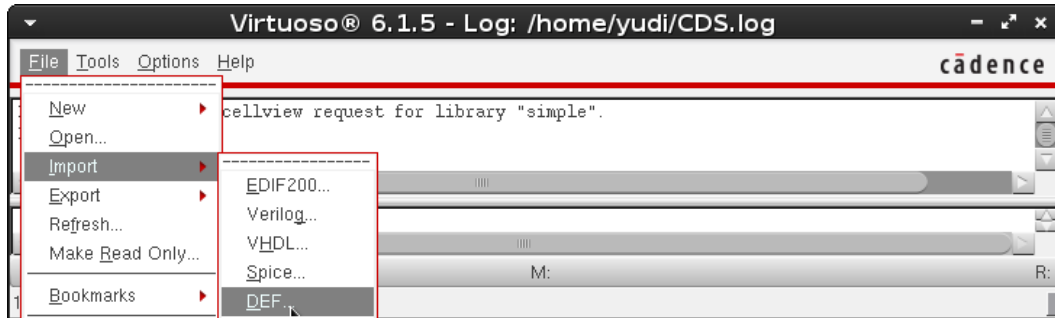 Virtuoso® 6.1.5 - Log: /home/yudi/CDS.log
File Tools Options Help
cādence
New
cellview request for library "simple".
Open...
Import
EDIF200...
Export
Verilog...
Refresh...
VHDL...
Make Read Only...
Spice...
M:
R:
Bookmarks
DEF...
1